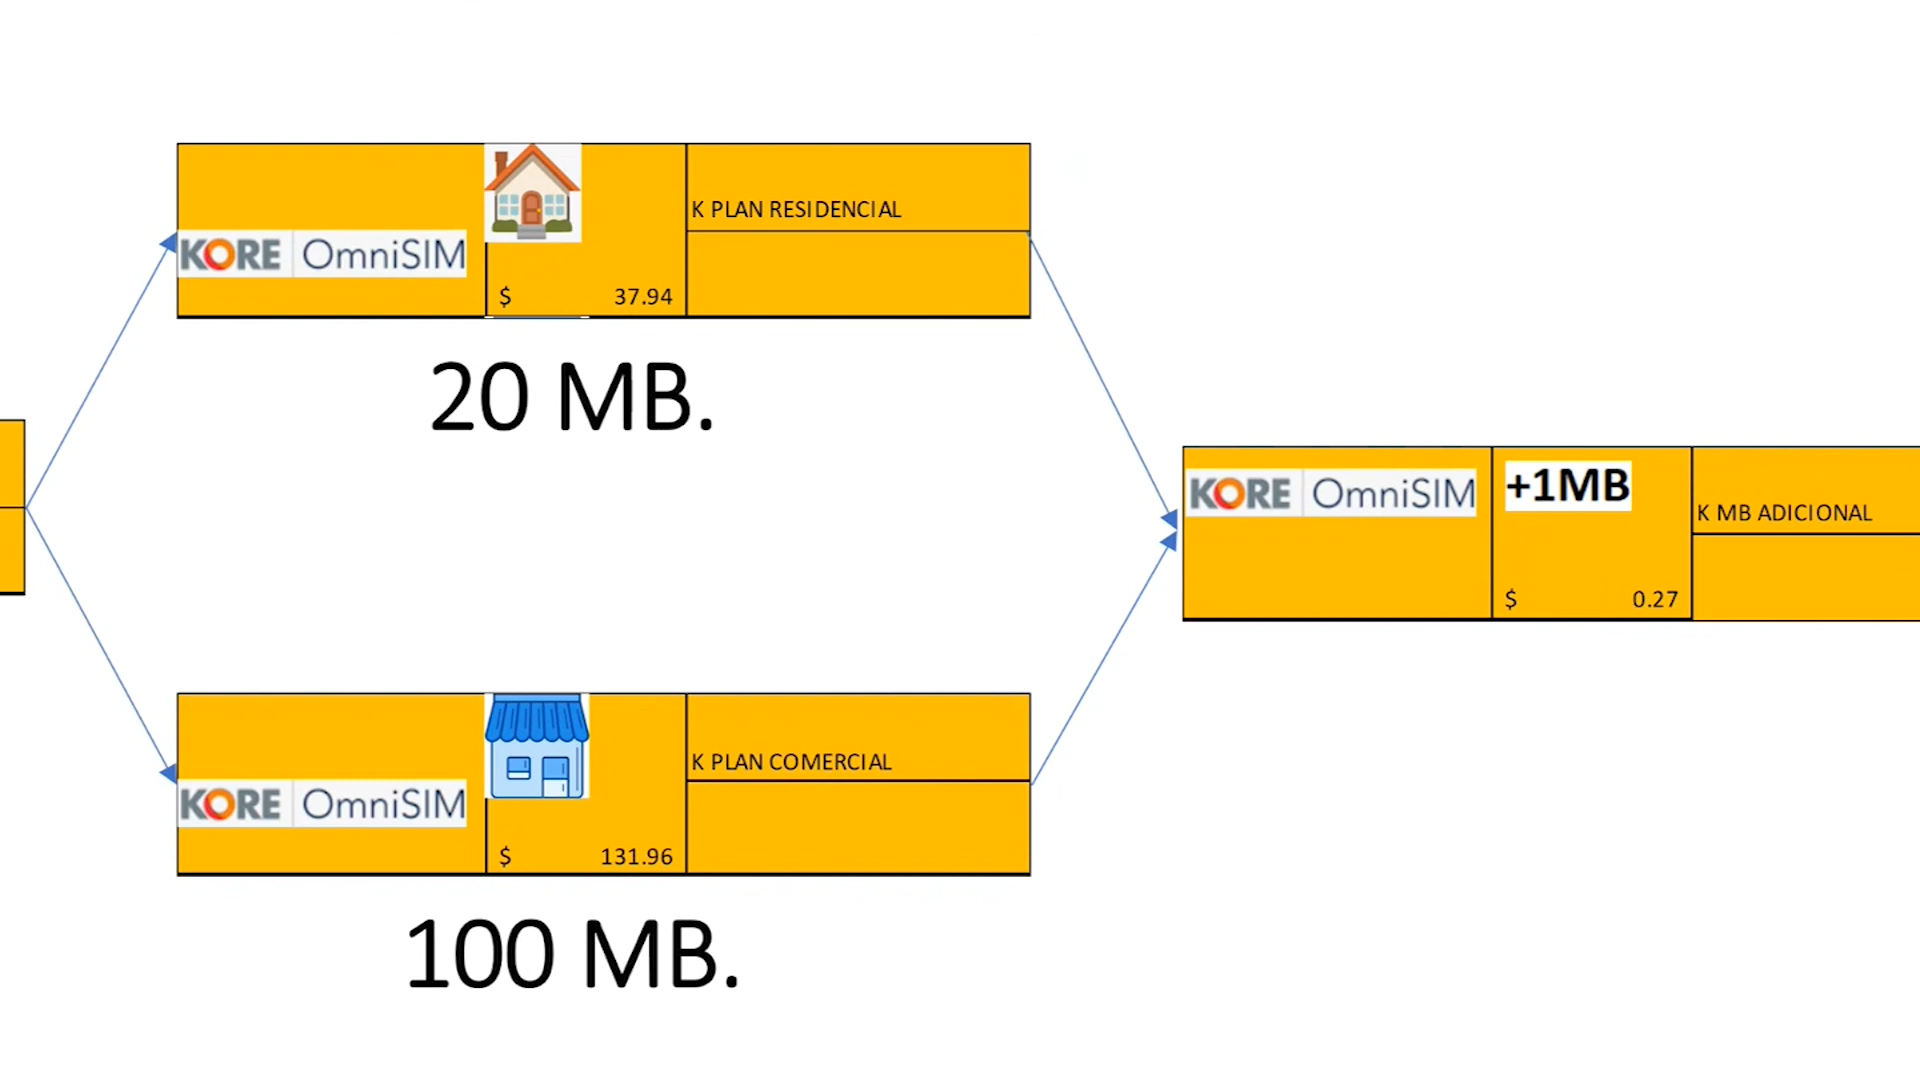 K PLAN RESIDENCIAL
KORE OmniSIM
$ 37.94
20 MB.
KORE OmniSIM
+1MB
K MB ADICIONAL
$ 0.27
K PLAN COMERCIAL
KORE OmniSIM
$ 131.96
100 MB.